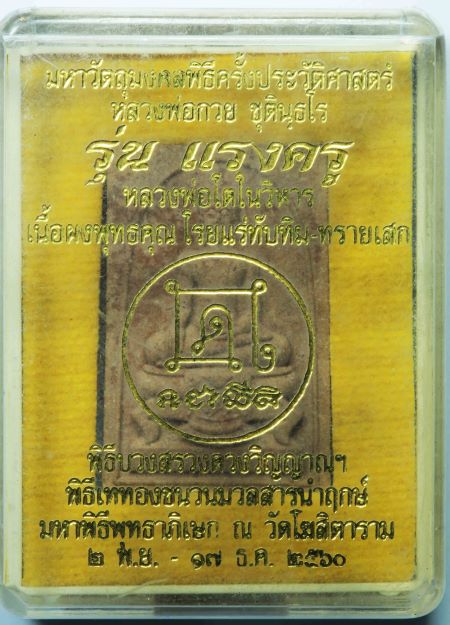 มหาวัตถุมงคลพิธีครั้งประวัติศาสตร์
หลวงพ่อกวย ชุตินฺธโร
รุ่น แรงครู
หลวงพ่อโตในวิหาร
เนื้อผงพุทธคุณ โรยแร่ทับทิม-ทรายเสก
พิธีบวงสรวงดวงวิญญาณฯ
พิธีเททองชนวนมวลสารนำฤกษ์
มหาพิธีพุทธาภิเษก ณ วัดโฆสิตาราม
๒ พ.ย. - ๑๗ ธ.ค. ๒๕๖๐